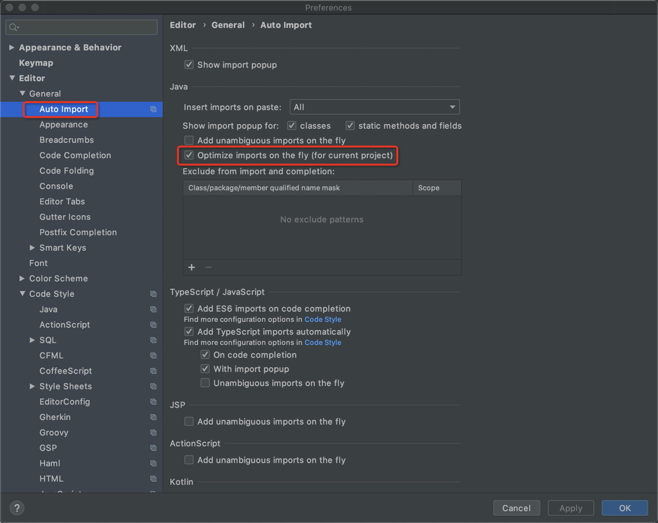 Preferences
Appearance & Behavior
Keymap
Editor
General
Auto Import
Appearance
Breadcrumbs
Code Completion
Code Folding
Console
Editor Tabs
Gutter Icons
Postfix Completion
Smart Keys
Font
Color Scheme
Code Style
Java
ActionScript
SQL
CFML
CoffeeScript
Style Sheets
EditorConfig
Gherkin
Groovy
GSP
Haml
HTML
Editor › General › Auto Import
XML
Show import popup
Java
Insert imports on paste: All
Show import popup for: classes static methods and fields
Add unambiguous imports on the fly
Optimize imports on the fly (for current project)
Exclude from import and completion:
Class/package/member qualified name mask Scope
No exclude patterns
+ −
TypeScript / JavaScript
Add ES6 imports on code completion
Find more configuration options in Code Style
Add TypeScript imports automatically
Find more configuration options in Code Style
On code completion
With import popup
Unambiguous imports on the fly
JSP
Add unambiguous imports on the fly
ActionScript
Add unambiguous imports on the fly
Kotlin
? Cancel Apply OK